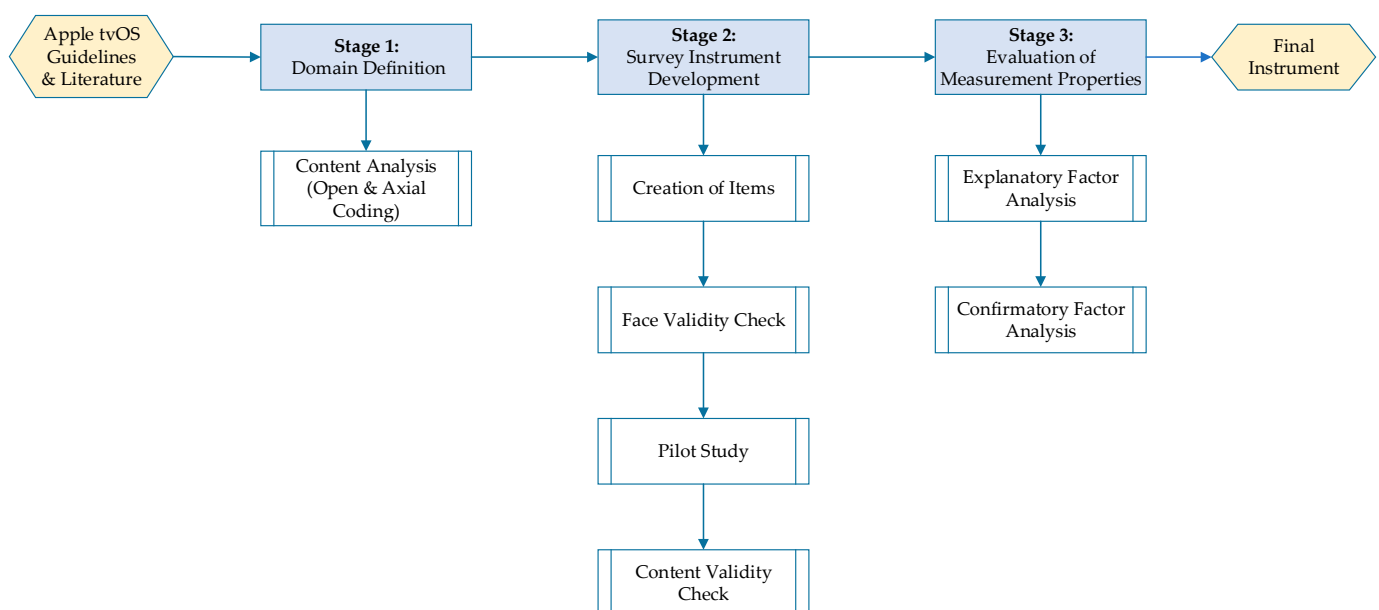 Apple tvOS
Guidelines
& Literature
Stage 1:
Domain Definition
Stage 2:
Survey Instrument
Development
Stage 3:
Evaluation of
Measurement Properties
Final
Instrument
Content Analysis
(Open & Axial
Coding)
Creation of Items
Explanatory Factor
Analysis
Face Validity Check
Confirmatory Factor
Analysis
Pilot Study
Content Validity
Check